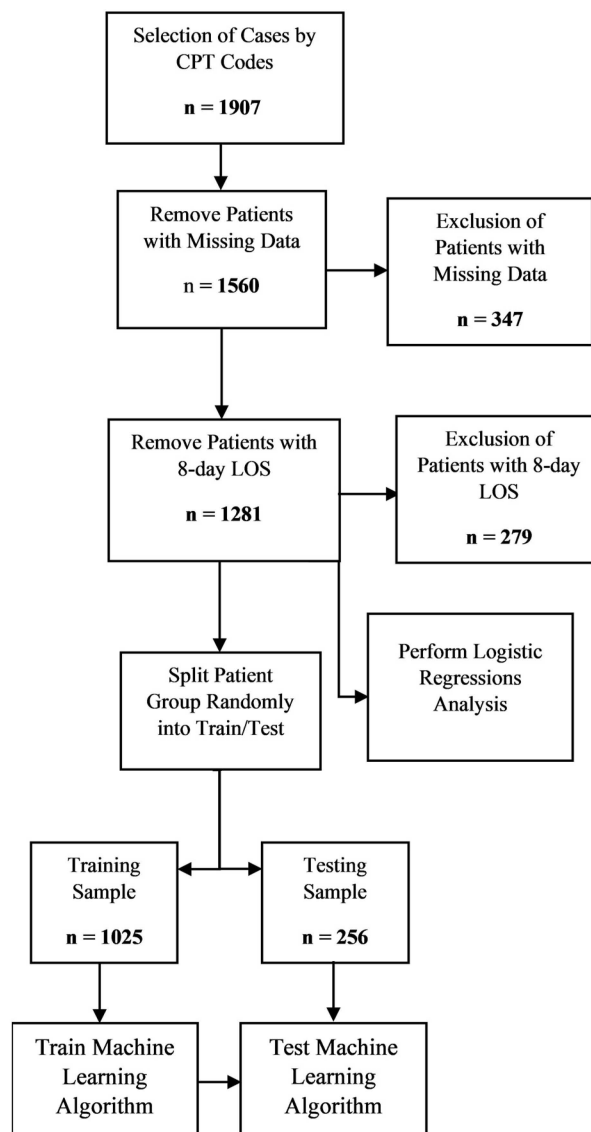 Selection of Cases by
CPT Codes
n = 1907
Remove Patients
with Missing Data
n = 1560
Exclusion of
Patients with
Missing Data
n = 347
Remove Patients with
8-day LOS
n = 1281
Exclusion of
Patients with 8-day
LOS
n = 279
Perform Logistic
Regressions
Analysis
Split Patient
Group Randomly
into Train/Test
Training
Sample
n = 1025
Testing
Sample
n = 256
Train Machine
Learning
Algorithm
Test Machine
Learning
Algorithm